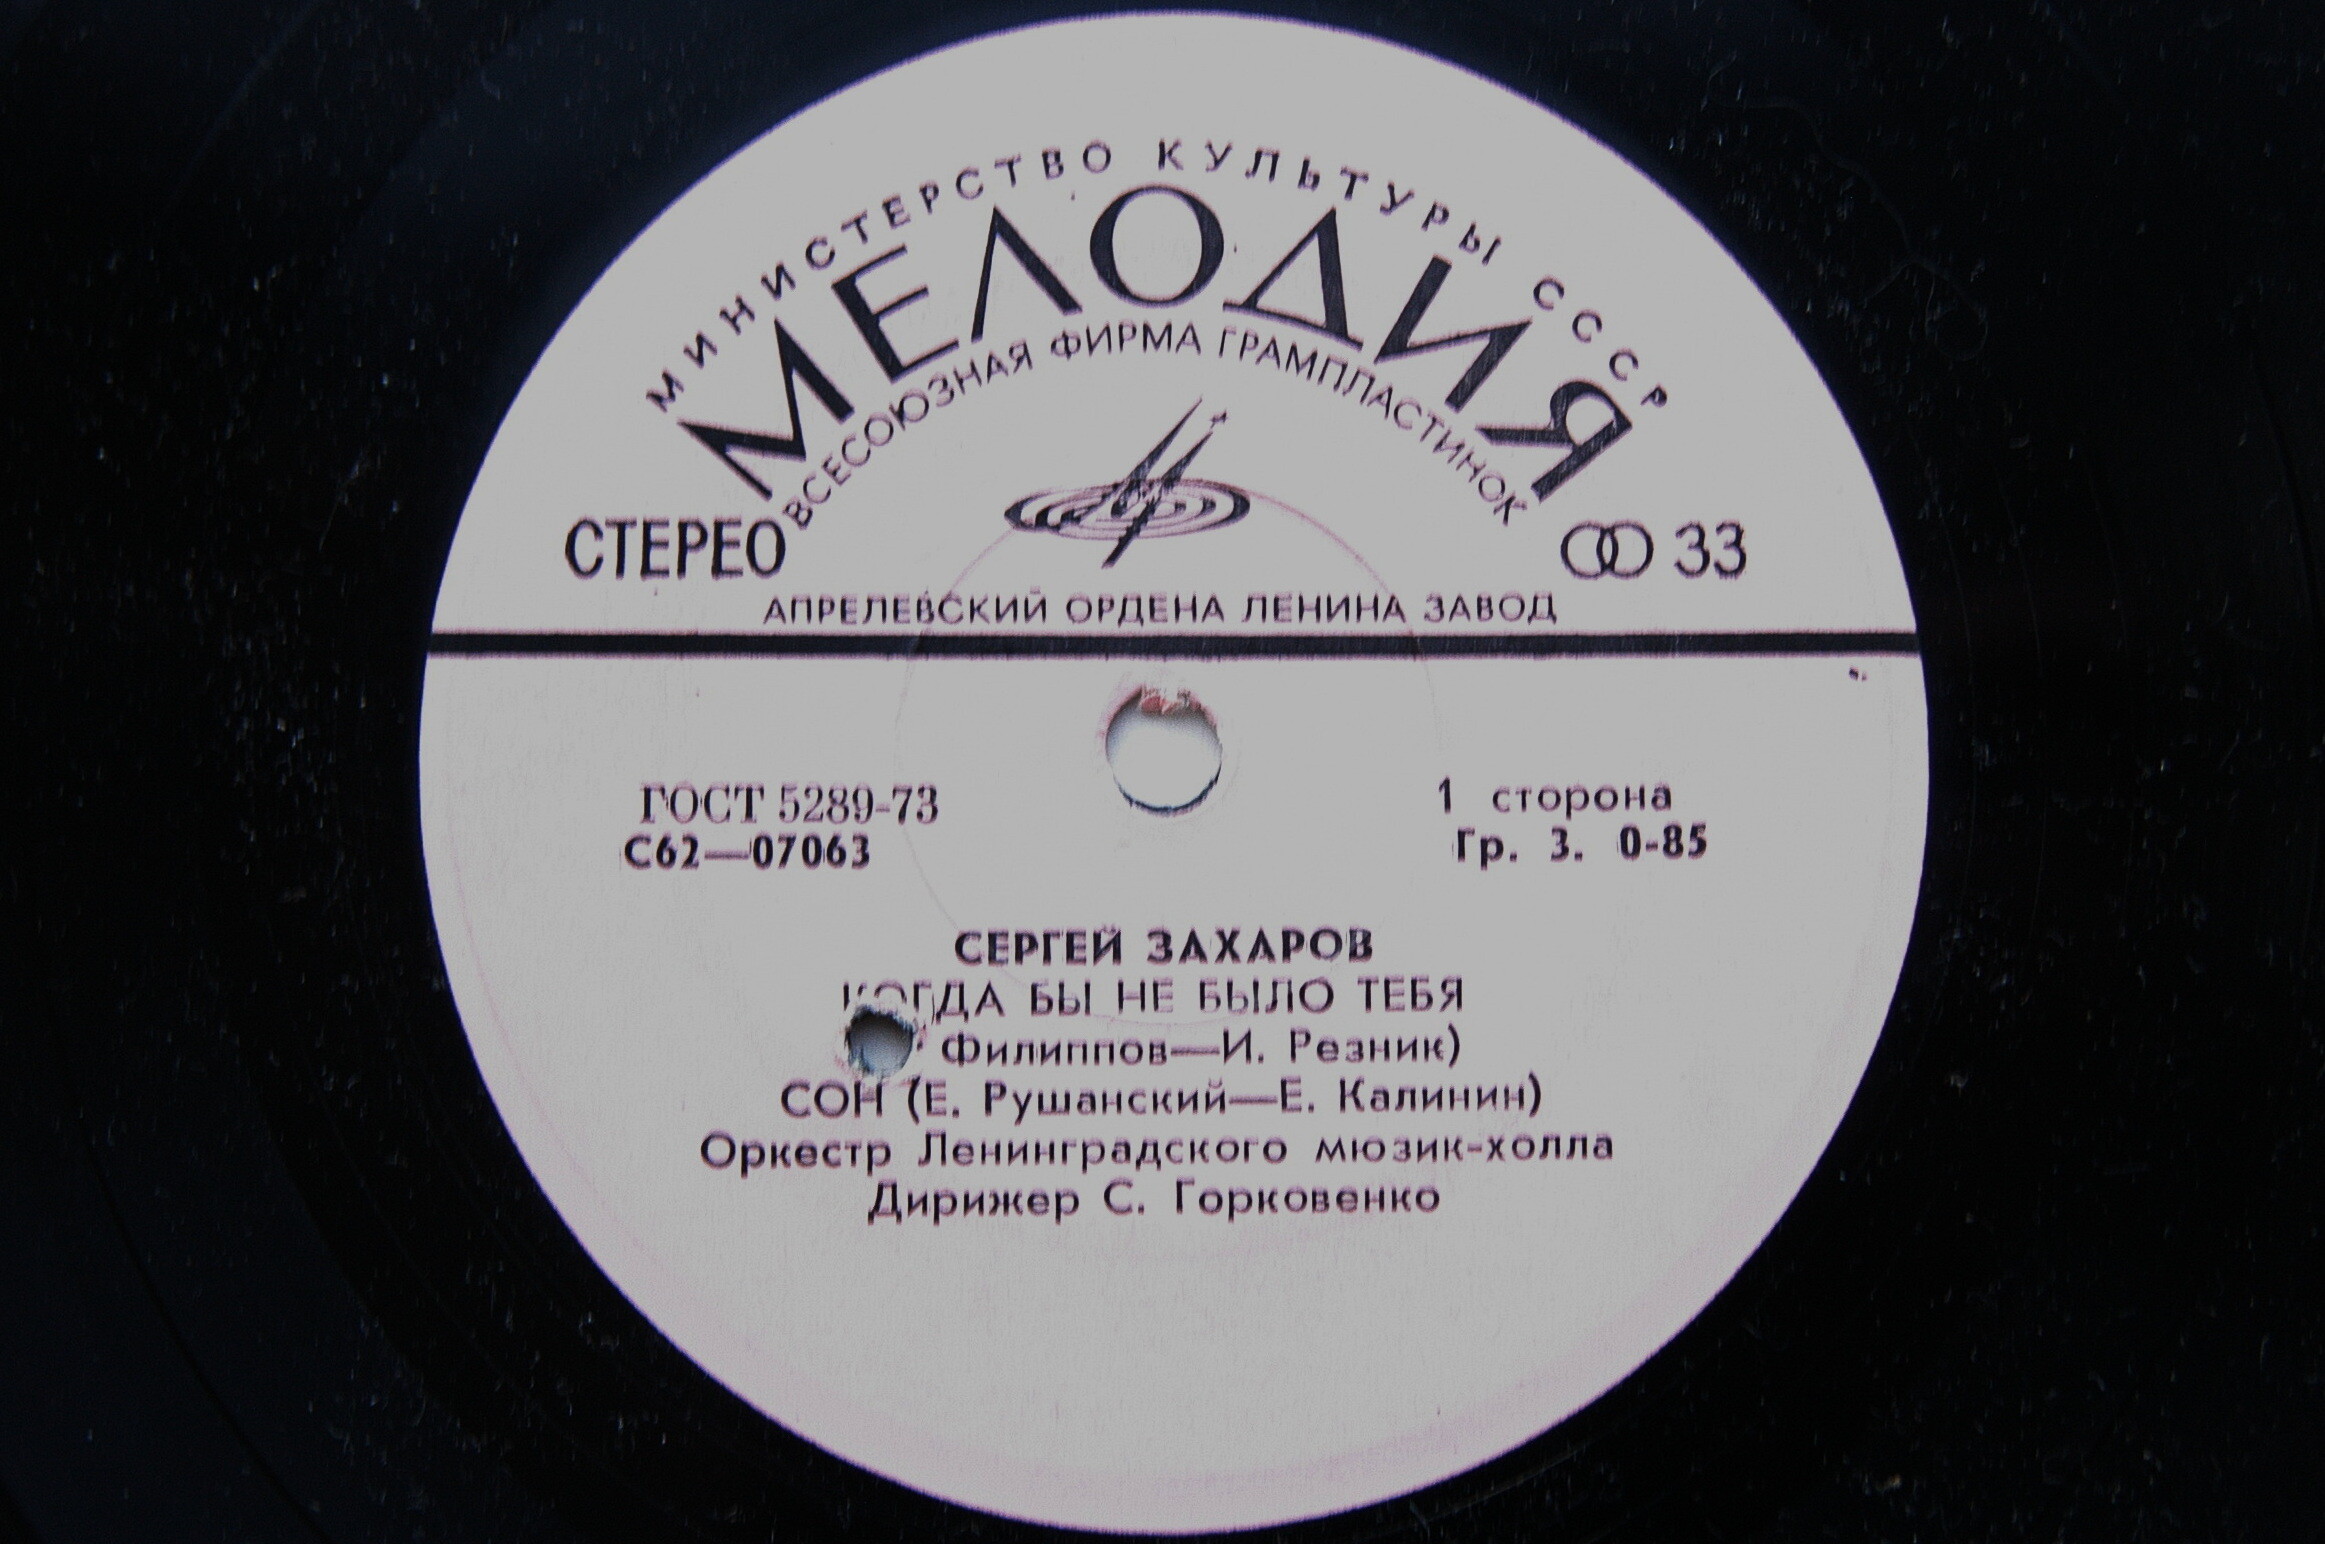 МИНИСТЕРСТВО КУЛЬТУРЫ СССР
МЕЛОДИЯ
ВСЕСОЮЗНАЯ ФИРМА ГРАМПЛАСТИНОК
СТЕРЕО
33
АПРЕЛЕВСКИЙ ОРДЕНА ЛЕНИНА ЗАВОД
ГОСТ 5289-73
1 сторона
С62—07063
Гр. 3. 0-85
СЕРГЕЙ ЗАХАРОВ
КОГДА БЫ НЕ БЫЛО ТЕБЯ
Филиппов—И. Резник)
СОН (Е. Рушанский—Е. Калинин)
Оркестр Ленинградского мюзик-холла
Дирижер С. Горковенко